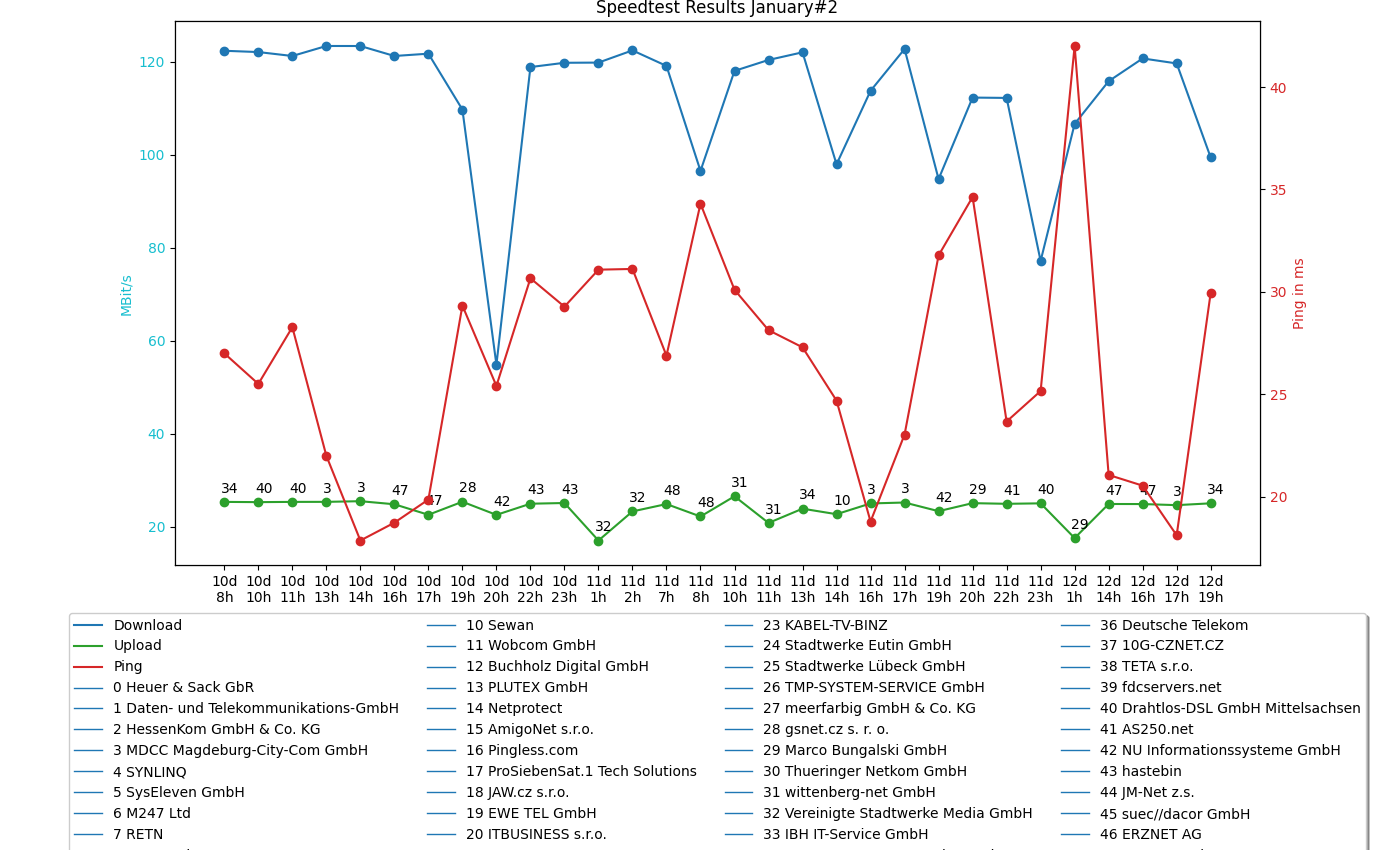 Speedtest Results January#2
120
100
80
60
40
20
MBit/s
40
35
30
25
20
Ping in ms
34 40 40 3 3 47 47 28 42 43 43 32 32 48 48 31 31 34 10 3 3 42 29 41 40 29 47 47 3 34
10d 10d 10d 10d 10d 10d 10d 10d 10d 10d 10d 11d 11d 11d 11d 11d 11d 11d 11d 11d 11d 11d 11d 11d 11d 12d 12d 12d 12d 12d
8h 10h 11h 13h 14h 16h 17h 19h 20h 22h 23h 1h 2h 7h 8h 10h 11h 13h 14h 16h 17h 19h 20h 22h 23h 1h 14h 16h 17h 19h
Download
Upload
Ping
0 Heuer & Sack GbR
1 Daten- und Telekommunikations-GmbH
2 HessenKom GmbH & Co. KG
3 MDCC Magdeburg-City-Com GmbH
4 SYNLINQ
5 SysEleven GmbH
6 M247 Ltd
7 RETN
10 Sewan
11 Wobcom GmbH
12 Buchholz Digital GmbH
13 PLUTEX GmbH
14 Netprotect
15 AmigoNet s.r.o.
16 Pingless.com
17 ProSiebenSat.1 Tech Solutions
18 JAW.cz s.r.o.
19 EWE TEL GmbH
20 ITBUSINESS s.r.o.
23 KABEL-TV-BINZ
24 Stadtwerke Eutin GmbH
25 Stadtwerke Lübeck GmbH
26 TMP-SYSTEM-SERVICE GmbH
27 meerfarbig GmbH & Co. KG
28 gsnet.cz s. r. o.
29 Marco Bungalski GmbH
30 Thueringer Netkom GmbH
31 wittenberg-net GmbH
32 Vereinigte Stadtwerke Media GmbH
33 IBH IT-Service GmbH
36 Deutsche Telekom
37 10G-CZNET.CZ
38 TETA s.r.o.
39 fdcservers.net
40 Drahtlos-DSL GmbH Mittelsachsen
41 AS250.net
42 NU Informationssysteme GmbH
43 hastebin
44 JM-Net z.s.
45 suec//dacor GmbH
46 ERZNET AG